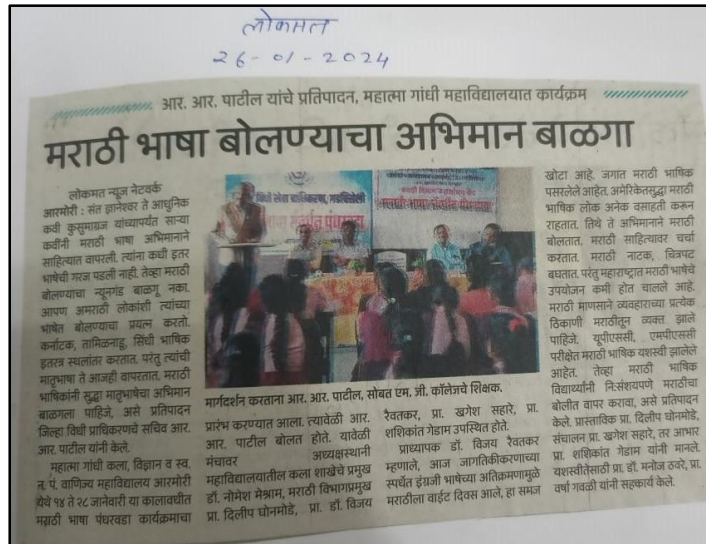 लोकमत
26-01-2024
आर. आर. पाटील यांचे प्रतिपादन, महात्मा गांधी महाविद्यालयात कार्यक्रम
मराठी भाषा बोलण्याचा अभिमान बाळगा
लोकमत न्यूज नेटवर्क
आरमोरी : संत ज्ञानेश्वर ते आधुनिक
कवी कुसुमाग्रज यांच्यापर्यंत साऱ्या
कवींनी मराठी भाषा अभिमानाने
साहित्यात वापरली. त्यांना कधी इतर
भाषेची गरज पडली नाही. तेव्हा मराठी
बोलण्याचा न्यूनगंड बाळगू नका.
आपण अमराठी लोकांशी त्यांच्या
भाषेत बोलण्याचा प्रयत्न करतो.
कर्नाटक, तामिळनाडू, सिंधी भाषिक
इतरत्र स्थलांतर करतात. परंतु त्यांची
मातृभाषा ते आजही वापरतात. मराठी
भाषिकांनी सुद्धा मातृभाषेचा अभिमान
बाळगला पाहिजे, असे प्रतिपादन
जिल्हा विधी प्राधिकरणचे सचिव आर.
आर. पाटील यांनी केले.
महात्मा गांधी कला, विज्ञान व स्व.
न. पं. वाणिज्य महाविद्यालय आरमोरी
येथे १४ ते २८ जानेवारी या कालावधीत
मराठी भाषा पंधरवडा कार्यक्रमाचा
विधी सेवा प्राधिकरण, गडचिरोली
मार्गदर्शन करताना आर. आर. पाटील, सोबत एम. जी. कॉलेजचे शिक्षक.
प्रारंभ करण्यात आला. त्यावेळी आर.
आर. पाटील बोलत होते. यावेळी
मंचावर अध्यक्षस्थानी
महाविद्यालयातील कला शाखेचे प्रमुख
डॉ. नोमेश मेश्राम, मराठी विभागप्रमुख
प्रा. दिलीप घोनमोडे, प्रा. डॉ. विजय
रैवतकर, प्रा. खगेश सहारे, प्रा.
शशिकांत गेडाम उपस्थित होते.
प्राध्यापक डॉ. विजय रैवतकर
म्हणाले, आज जागतिकीकरणाच्या
स्पर्धेत इंग्रजी भाषेच्या अतिक्रमणामुळे
मराठीला वाईट दिवस आले, हा समज
खोटा आहे. जगात मराठी भाषिक
पसरलेले आहेत. अमेरिकेतसुद्धा मराठी
भाषिक लोक अनेक वसाहती करून
राहतात. तिथे ते अभिमानाने मराठी
बोलतात. मराठी साहित्यावर चर्चा
करतात. मराठी नाटक, चित्रपट
बघतात. परंतु महाराष्ट्रात मराठी भाषेचे
उपयोजन कमी होत चालले आहे.
मराठी माणसाने व्यवहाराच्या प्रत्येक
ठिकाणी मराठीतून व्यक्त झाले
पाहिजे. यूपीएससी, एमपीएससी
परीक्षेत मराठी भाषिक यशस्वी झालेले
आहेत. तेव्हा मराठी भाषिक
विद्यार्थ्यांनी निःसंशयपणे मराठीचा
बोलीत वापर करावा, असे प्रतिपादन
केले. प्रास्ताविक प्रा. दिलीप घोनमोडे,
संचालन प्रा. खगेश सहारे, तर आभार
प्रा. शशिकांत गेडाम यांनी मानले.
यशस्वीतेसाठी प्रा. डॉ. मनोज ठवरे, प्रा.
वर्षा गवळी यांनी सहकार्य केले.